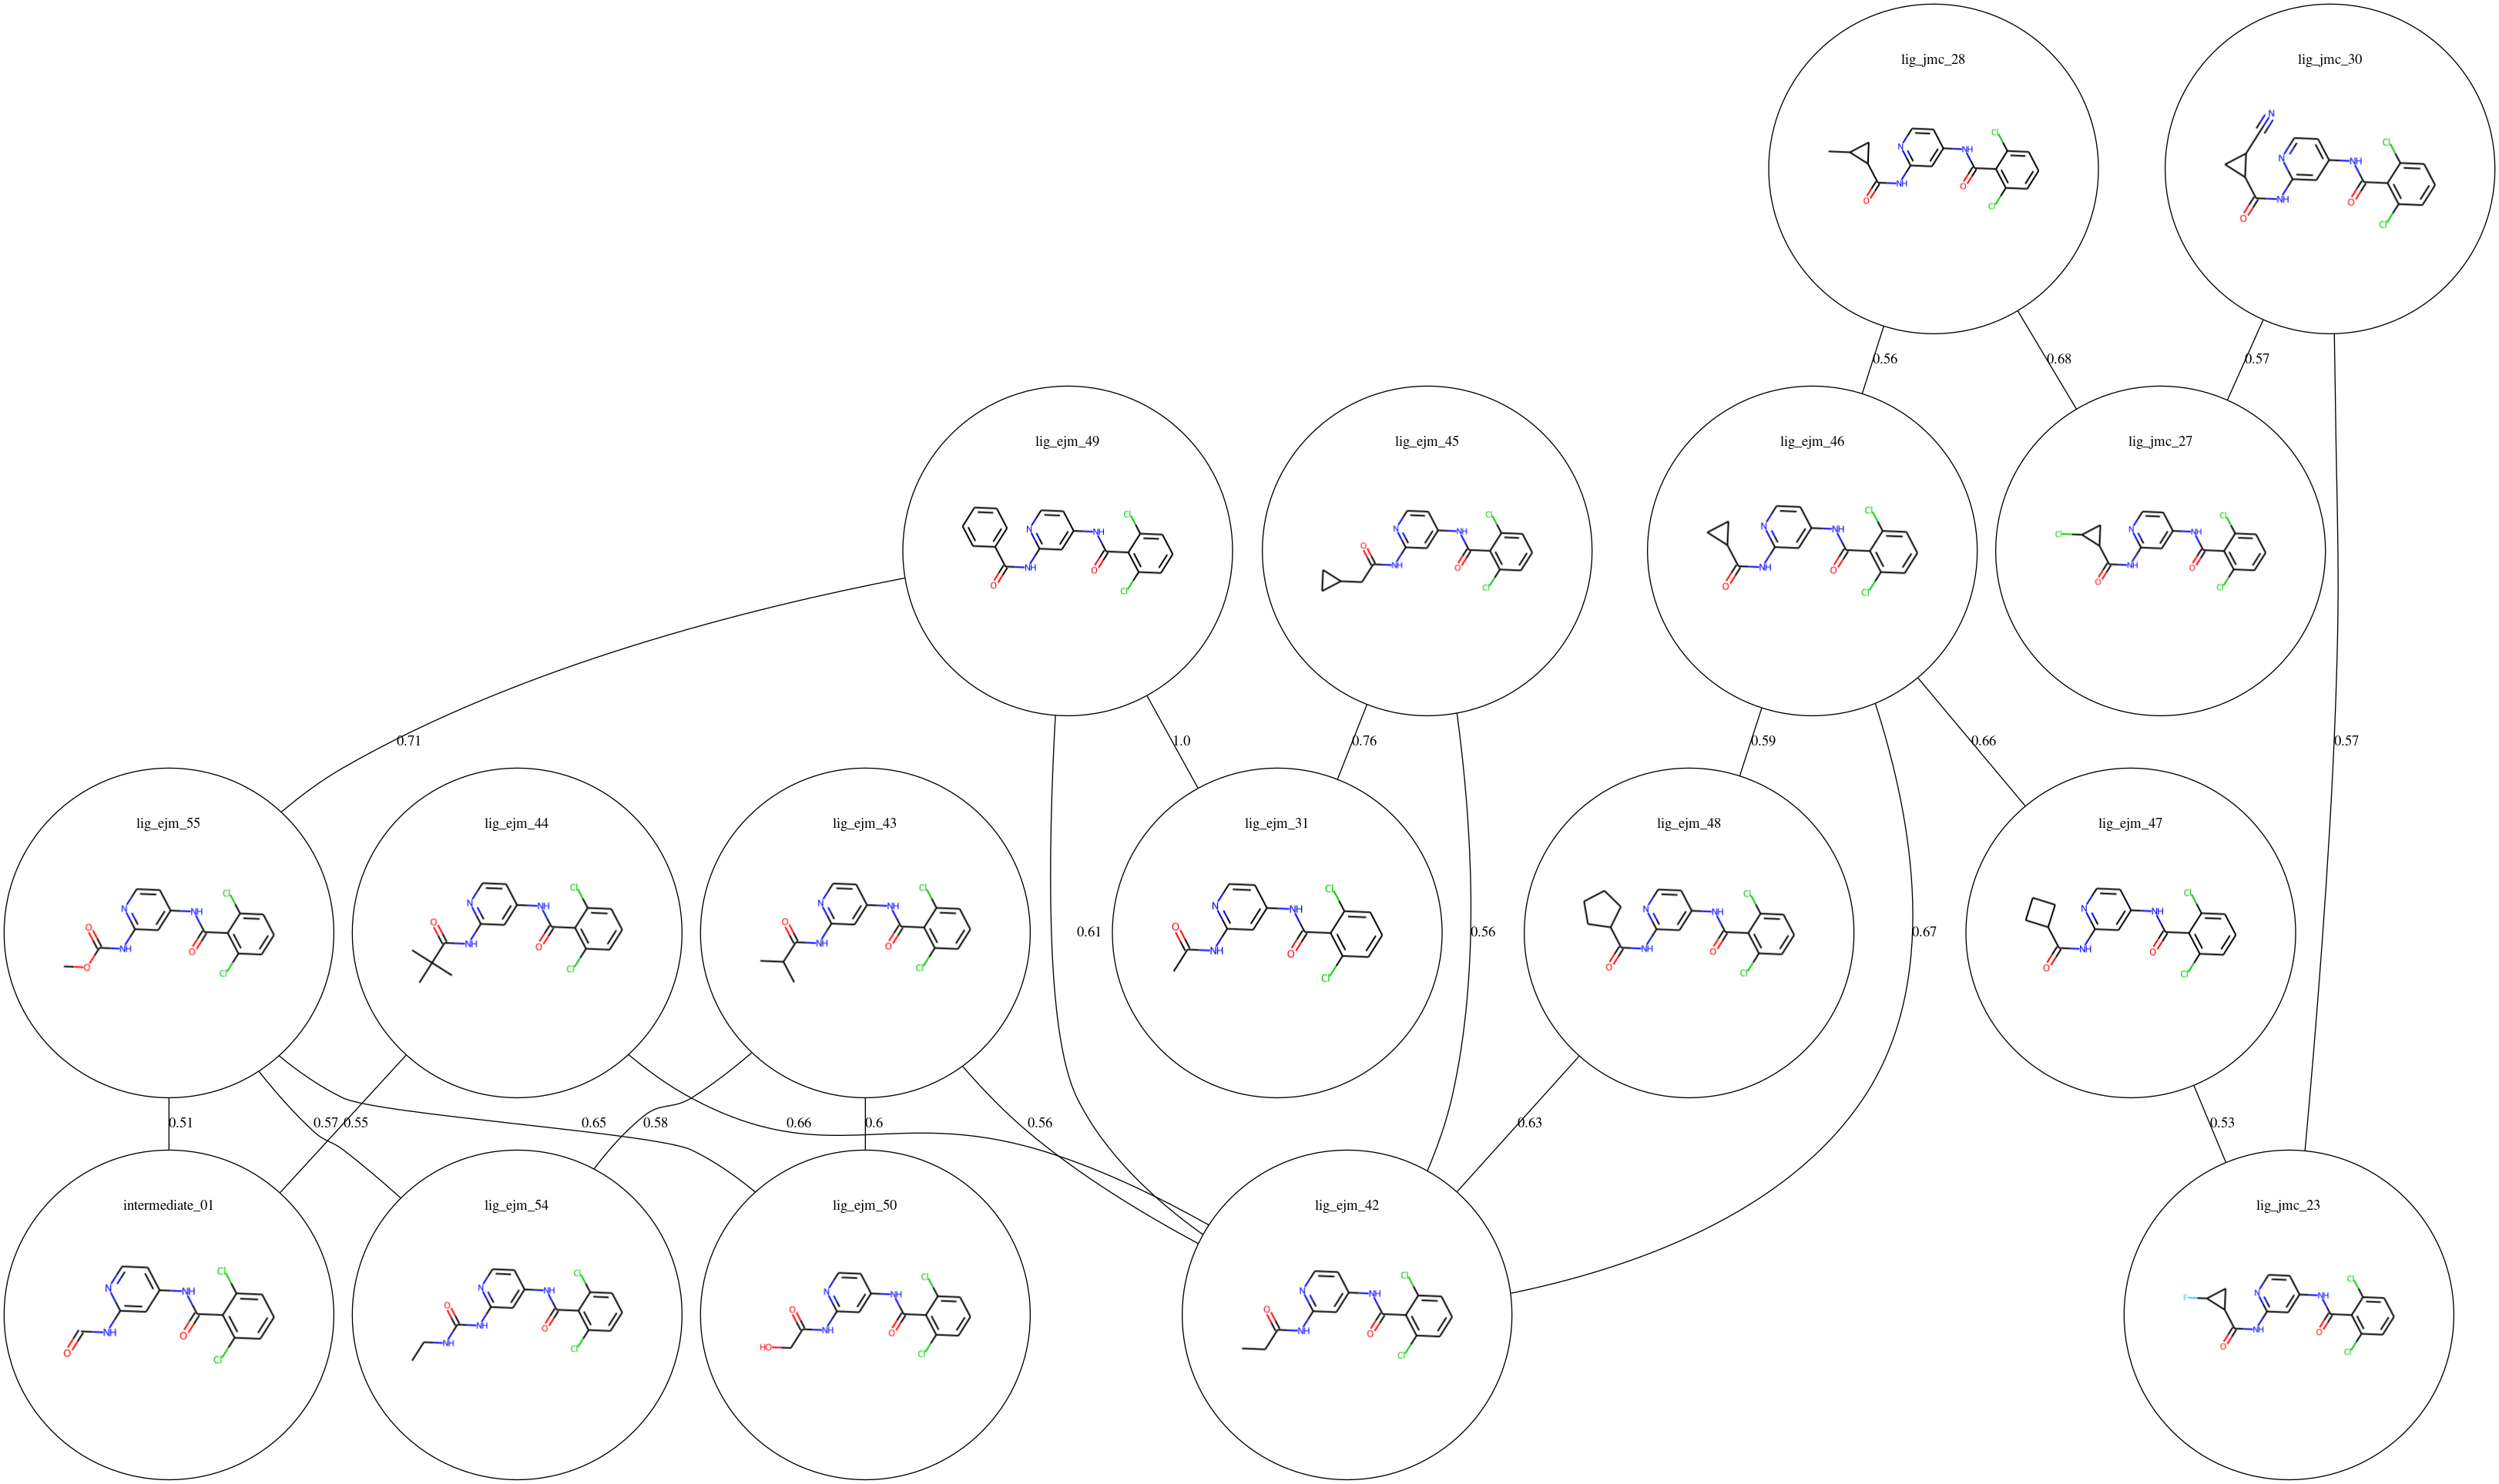 lig_jmc_28
lig_jmc_30
N
N
NH
O
NH
O
Cl
Cl
N
N
NH
O
NH
O
Cl
Cl
0.56
0.68
0.57
lig_ejm_49
lig_ejm_45
lig_ejm_46
lig_jmc_27
N
NH
O
NH
O
Cl
Cl
O
N
NH
NH
O
Cl
Cl
N
NH
O
NH
O
Cl
Cl
Cl
N
NH
O
NH
O
Cl
Cl
0.71
1.0
0.76
0.59
0.66
0.57
lig_ejm_55
lig_ejm_44
lig_ejm_43
lig_ejm_31
lig_ejm_48
lig_ejm_47
O
O
N
NH
NH
O
Cl
Cl
O
N
NH
NH
O
Cl
Cl
O
N
NH
NH
O
Cl
Cl
O
N
NH
NH
O
Cl
Cl
N
NH
O
NH
O
Cl
Cl
N
NH
O
NH
O
Cl
Cl
0.61
0.56
0.67
0.51
0.57
0.55
0.65
0.58
0.66
0.6
0.56
0.63
0.53
intermediate_01
lig_ejm_54
lig_ejm_50
lig_ejm_42
lig_jmc_23
O
NH
N
NH
O
Cl
Cl
O
NH
N
NH
NH
O
Cl
Cl
HO
O
N
NH
NH
O
Cl
Cl
O
N
NH
NH
O
Cl
Cl
F
N
NH
O
NH
O
Cl
Cl